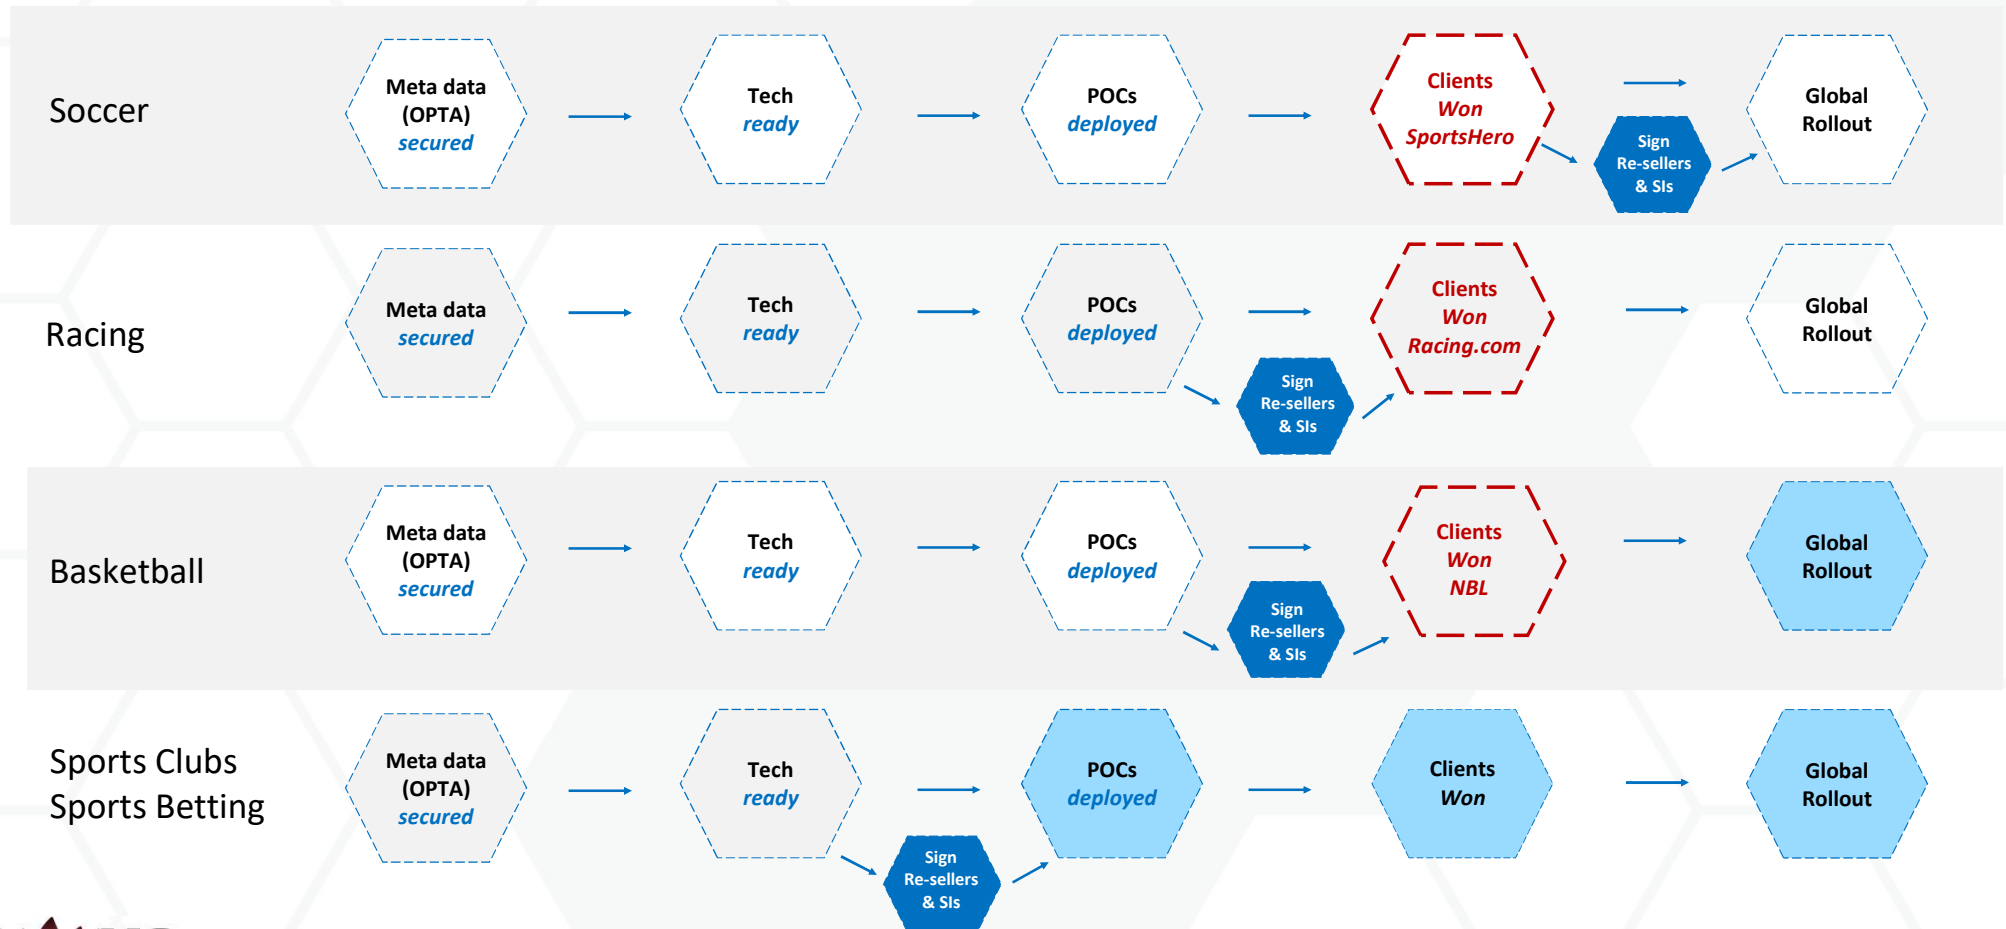 Soccer
Meta data
(OPTA)
secured
Tech
ready
POCs
deployed
Clients
Won
SportsHero
Sign
Re-sellers
& SIs
Global
Rollout
Racing
Meta data
secured
Tech
ready
POCs
deployed
Sign
Re-sellers
& SIs
Clients
Won
Racing.com
Global
Rollout
Basketball
Meta data
(OPTA)
secured
Tech
ready
POCs
deployed
Sign
Re-sellers
& SIs
Clients
Won
NBL
Global
Rollout
Sports Clubs
Sports Betting
Meta data
(OPTA)
secured
Tech
ready
Sign
Re-sellers
& SIs
POCs
deployed
Clients
Won
Global
Rollout